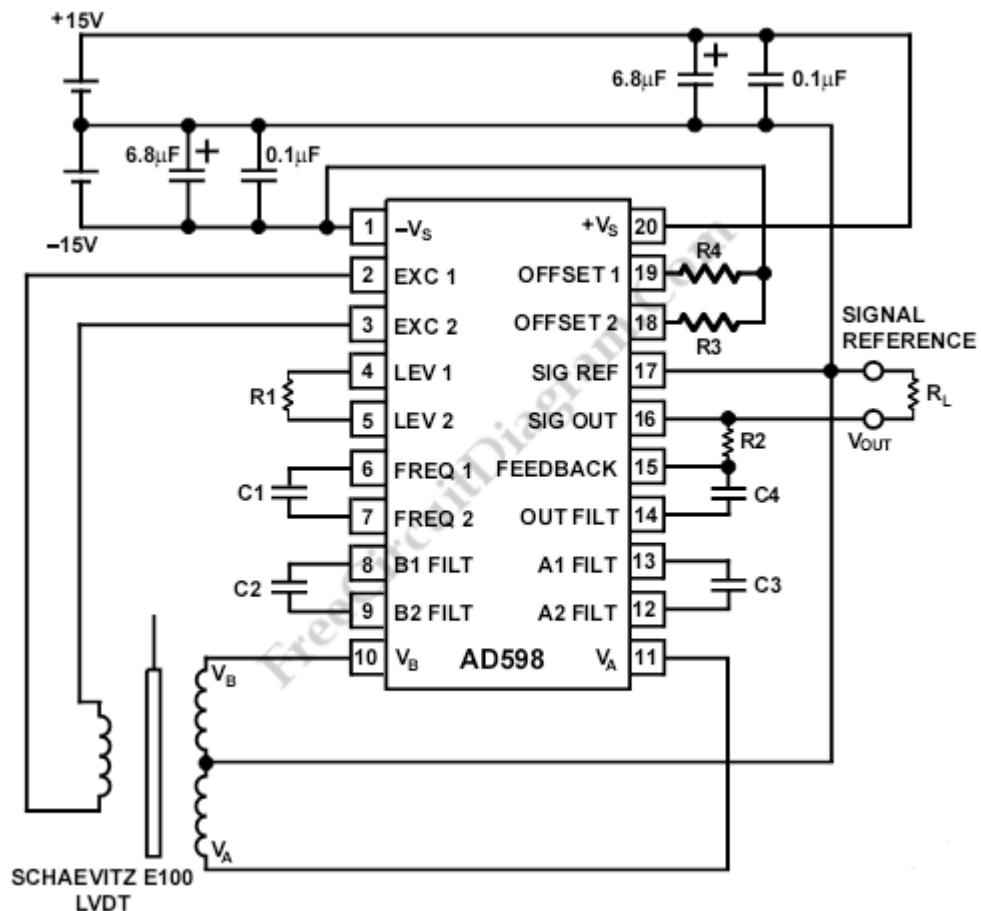 +15V
6.8µF
+
0.1µF
6.8µF
+
0.1µF
–15V
1 –VS
+VS 20
2 EXC 1
OFFSET 1 19
R4
3 EXC 2
OFFSET 2 18
R3
SIGNAL
REFERENCE
4 LEV 1
SIG REF 17
R1
RL
5 LEV 2
SIG OUT 16
R2
VOUT
6 FREQ 1
FEEDBACK 15
C1
C4
7 FREQ 2
OUT FILT 14
8 B1 FILT
A1 FILT 13
C2
C3
9 B2 FILT
A2 FILT 12
10 VB
AD598
VA 11
VB
VA
SCHAEVITZ E100
LVDT
FreeCircuitDiagram.Com